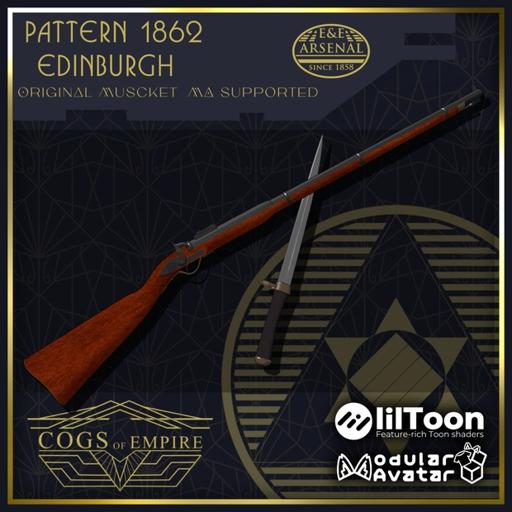 PATTERN 1862
EDINBURGH
ORIGINAL MUSCKET MA SUPPORTED
E&E
ARSENAL
SINCE 1858
COGS OF EMPIRE
lilToon
Feature-rich Toon shaders
Modular
Avatar